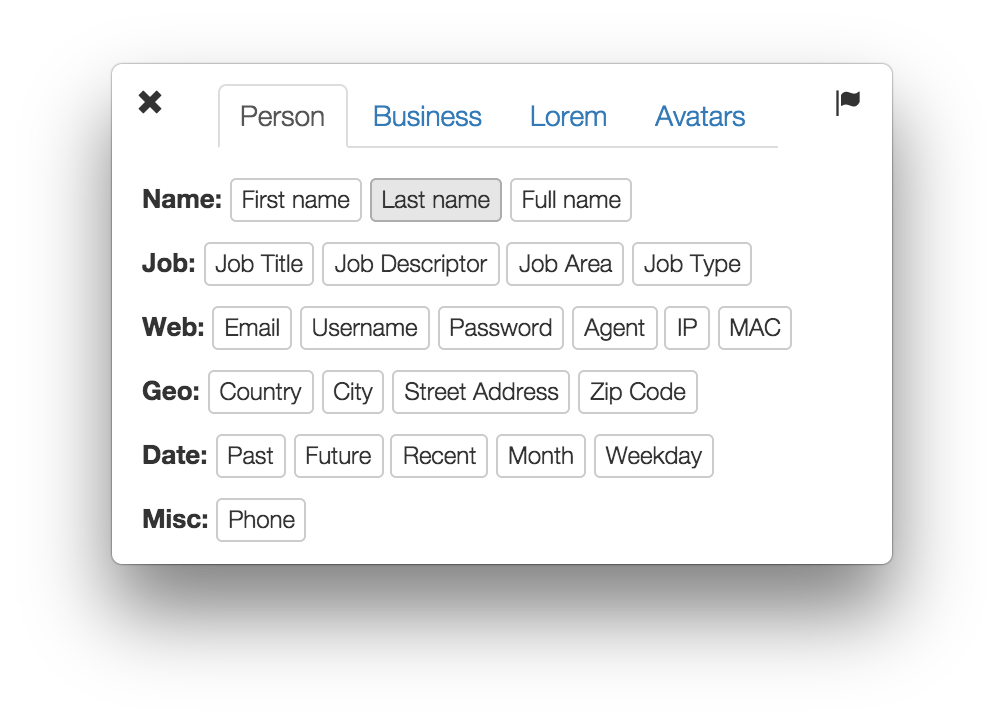 Person Business Lorem Avatars
Name: First name Last name Full name
Job: Job Title Job Descriptor Job Area Job Type
Web: Email Username Password Agent IP MAC
Geo: Country City Street Address Zip Code
Date: Past Future Recent Month Weekday
Misc: Phone